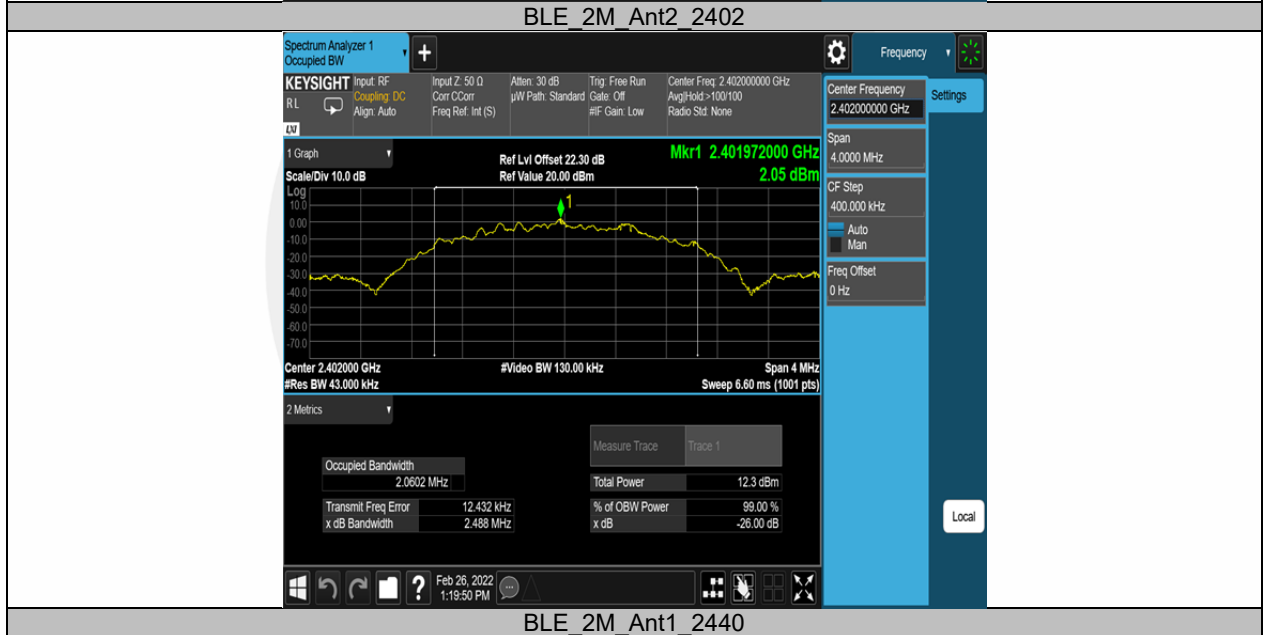 BLE_2M_Ant2_2402
Spectrum Analyzer 1
Occupied BW
+
Frequency
KEYSIGHT
RL
LXI
Input: RF
Coupling: DC
Align: Auto
Input Z: 50 Ω
Corr CCorr
Freq Ref: Int (S)
Atten: 30 dB
µW Path: Standard
Trig: Free Run
Gate: Off
#IF Gain: Low
Center Freq: 2.402000000 GHz
Avg|Hold:>100/100
Radio Std: None
Center Frequency
2.402000000 GHz
Settings
Span
4.0000 MHz
CF Step
400.000 kHz
Auto
Man
Freq Offset
0 Hz
1 Graph
Scale/Div 10.0 dB
Ref Lvl Offset 22.30 dB
Ref Value 20.00 dBm
Mkr1 2.401972000 GHz
2.05 dBm
Log
10.0
0.00
-10.0
-20.0
-30.0
-40.0
-50.0
-60.0
-70.0
1
Center 2.402000 GHz
#Res BW 43.000 kHz
#Video BW 130.00 kHz
Span 4 MHz
Sweep 6.60 ms (1001 pts)
2 Metrics
Measure Trace Trace 1
Occupied Bandwidth
2.0602 MHz
Total Power 12.3 dBm
Transmit Freq Error 12.432 kHz
x dB Bandwidth 2.488 MHz
% of OBW Power 99.00 %
x dB -26.00 dB
Local
?
Feb 26, 2022
1:19:50 PM
BLE_2M_Ant1_2440